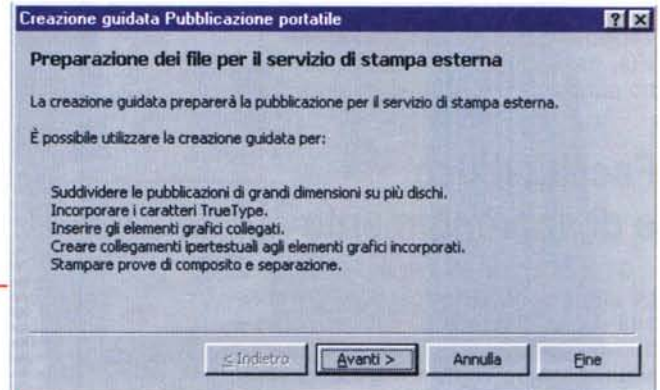 Creazione guidata Pubblicazione portatile
Preparazione dei file per il servizio di stampa esterna
La creazione guidata preparerà la pubblicazione per il servizio di stampa esterna.
È possibile utilizzare la creazione guidata per:
Suddividere le pubblicazioni di grandi dimensioni su più dischi.
Incorporare i caratteri TrueType.
Inserire gli elementi grafici collegati.
Creare collegamenti ipertestuali agli elementi grafici incorporati.
Stampare prove di composito e separazione.
< Indietro Avanti > Annulla Fine